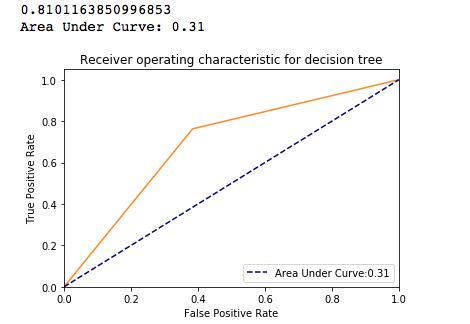 0.8101163850996853
Area Under Curve: 0.31
Receiver operating characteristic for decision tree
1.0
0.8
0.6
0.4
0.2
0.0
True Positive Rate
Area Under Curve:0.31
0.0 0.2 0.4 0.6 0.8 1.0
False Positive Rate